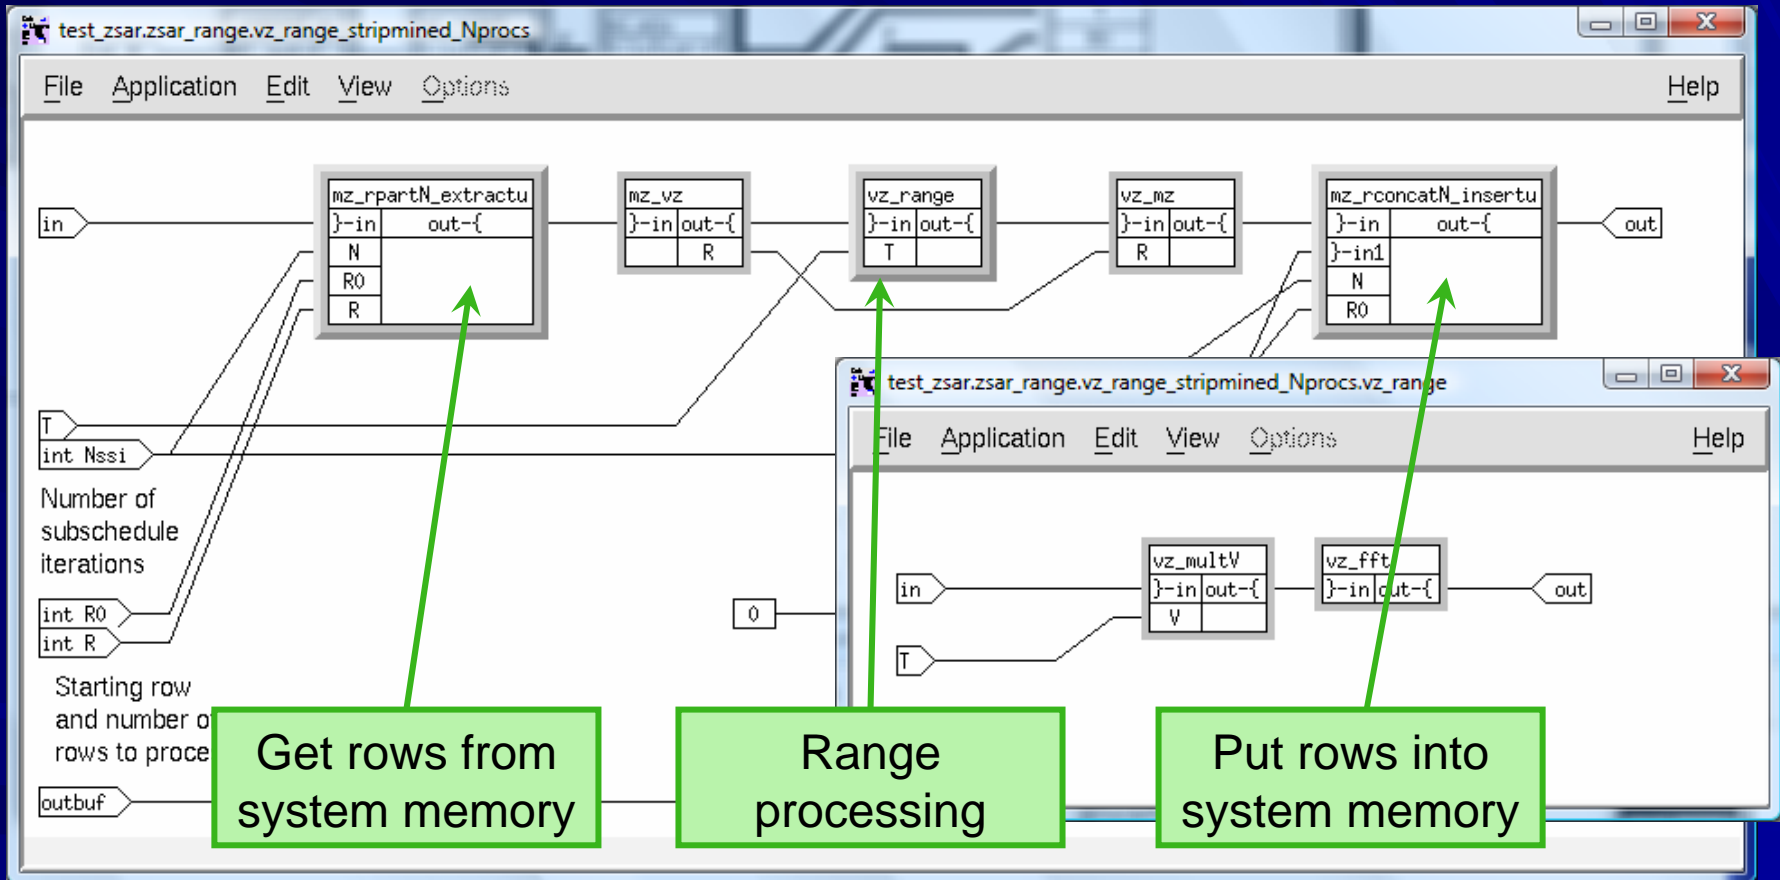 test_zsar.zsar_range.vz_range_stripmined_Nprocs
File Application Edit View Options Help
mz_rpartN_extractu
}-in out-{
N
R0
R
mz_vz
}-in out-{
R
vz_range
}-in out-{
T
vz_mz
}-in out-{
R
mz_rconcatN_insertu
}-in out-{
}-in1
N
R0
in
out
T
int Nssi
Number of
subschedule
iterations
int R0
int R
Starting row
and number o
rows to proce
outbuf
0
test_zsar.zsar_range.vz_range_stripmined_Nprocs.vz_range
File Application Edit View Options Help
in
T
vz_multV
}-in out-{
V
vz_fft
}-in out-{
out
Get rows from
system memory
Range
processing
Put rows into
system memory